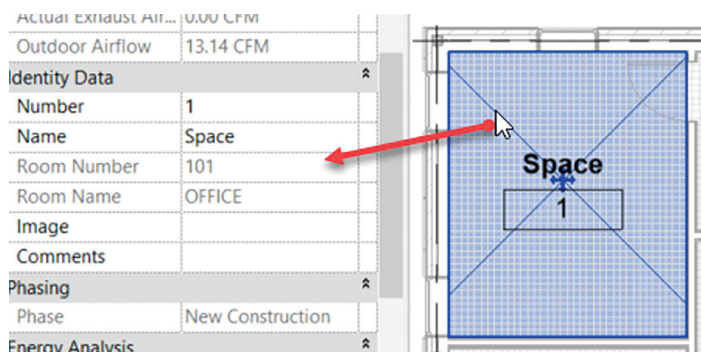 Actual Exhaust Air... 0.00 CFM
Outdoor Airflow 13.14 CFM
Identity Data
Number 1
Name Space
Room Number 101
Room Name OFFICE
Image
Comments
Phasing
Phase New Construction
Energy Analysis
Space
1